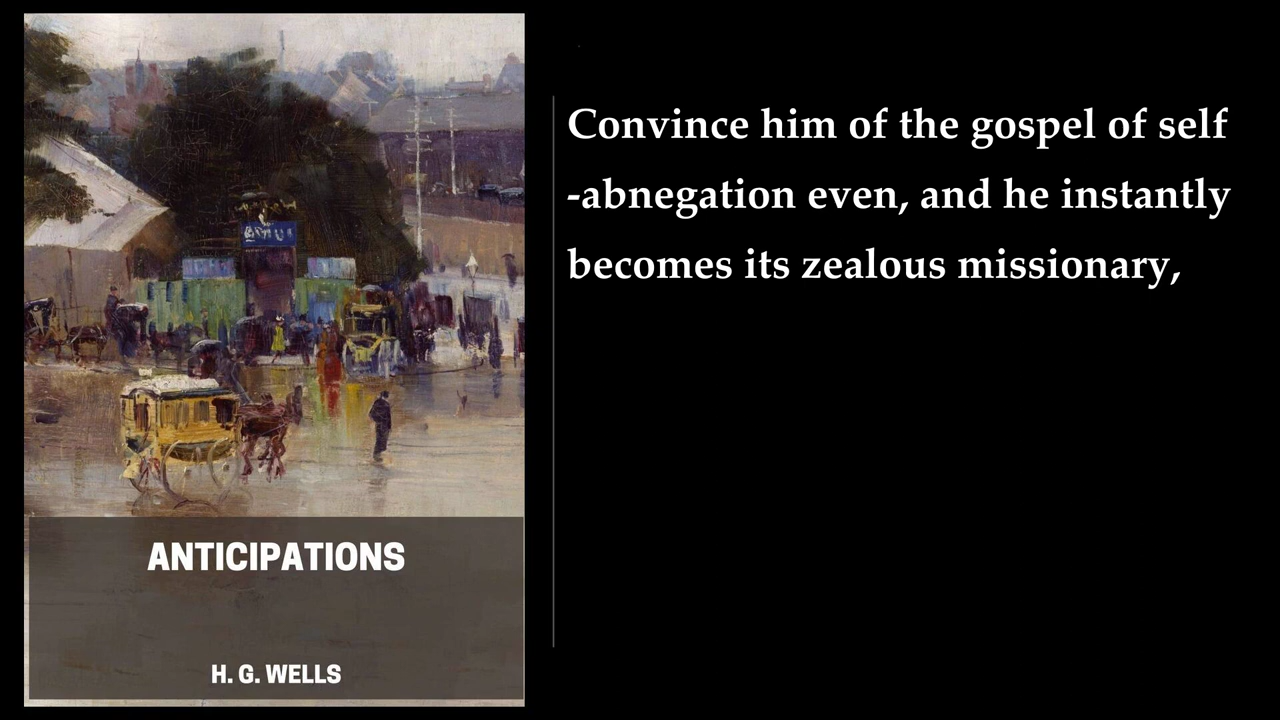 Convince him of the gospel of self
-abnegation even, and he instantly
becomes its zealous missionary,
ANTICIPATIONS
H. G. WELLS